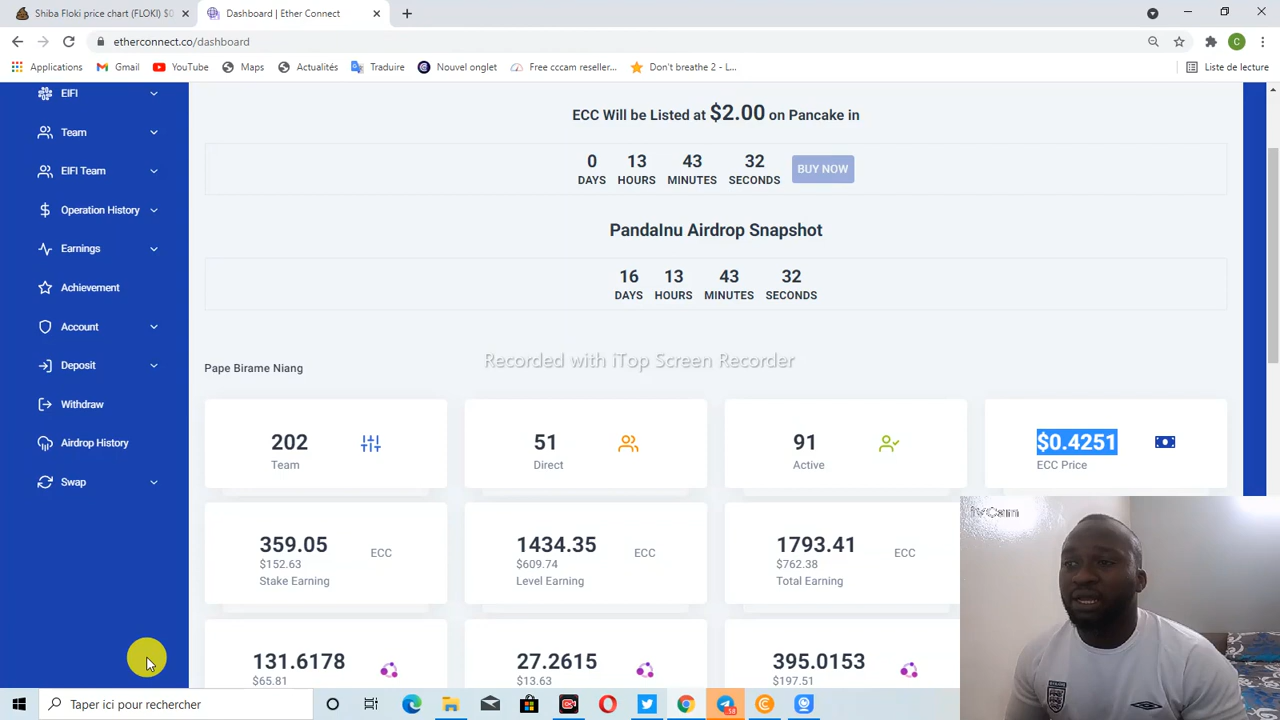 Shiba Floki price chart (FLOKI) $0
Dashboard | Ether Connect
etherconnect.co/dashboard
C
Applications
Gmail
YouTube
Maps
Actualités
Traduire
Nouvel onglet
Free cccam reseller...
Don't breathe 2 - L...
Liste de lecture
EIFI
Team
EIFI Team
Operation History
Earnings
Achievement
Account
Deposit
Withdraw
Airdrop History
Swap
ECC Will be Listed at $2.00 on Pancake in
0 13 43 32
DAYS HOURS MINUTES SECONDS
BUY NOW
PandaInu Airdrop Snapshot
16 13 43 32
DAYS HOURS MINUTES SECONDS
Recorded with iTop Screen Recorder
Pape Birame Niang
202
Team
51
Direct
91
Active
$0.4251
ECC Price
359.05 ECC
$152.63
Stake Earning
1434.35 ECC
$609.74
Level Earning
1793.41 ECC
$762.38
Total Earning
131.6178
$65.81
27.2615
$13.63
395.0153
$197.51
ENGLAND
Taper ici pour rechercher
58